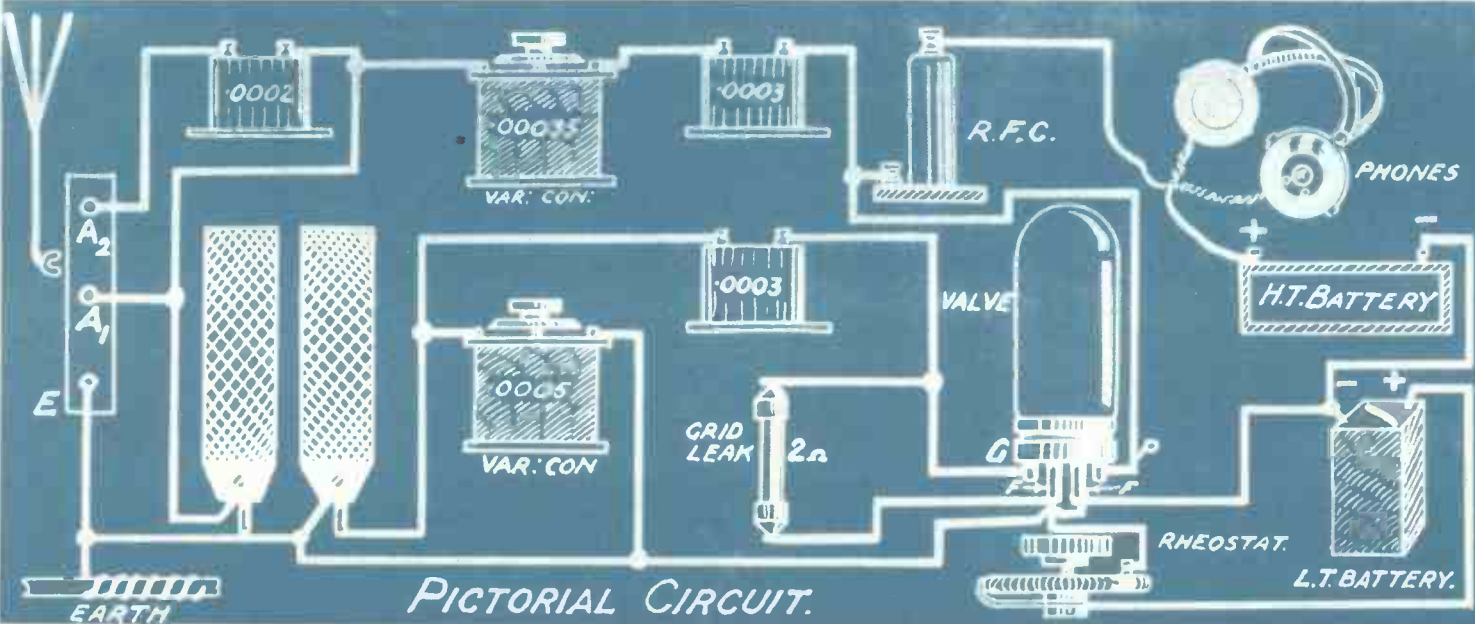 .0002
.00035
VAR: CON:
.0003
R.F.C.
PHONES
A2
A1
E
+
-
H.T.BATTERY
.0003
VALVE
.0005
VAR: CON
GRID
LEAK
2Ω
G
F
F
P
-
+
RHEOSTAT.
L.T.BATTERY.
EARTH
PICTORIAL CIRCUIT.